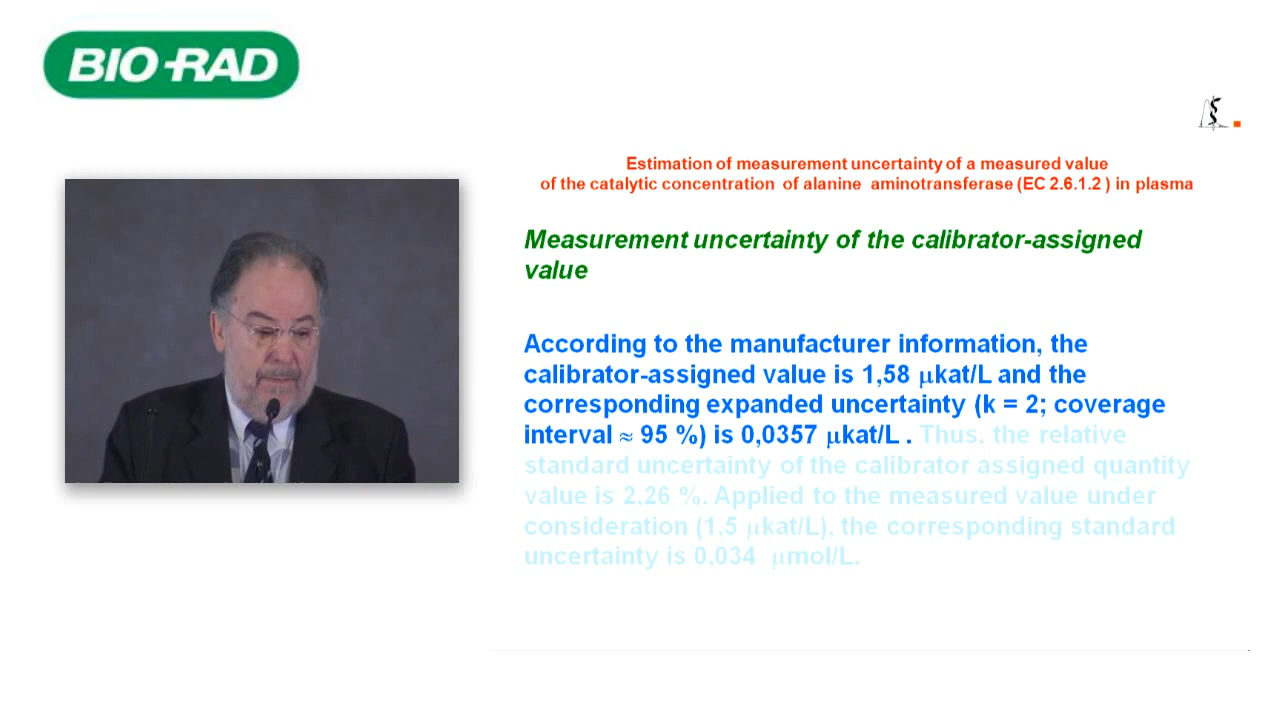 BIO-RAD
Estimation of measurement uncertainty of a measured value
of the catalytic concentration of alanine aminotransferase (EC 2.6.1.2 ) in plasma
Measurement uncertainty of the calibrator-assigned
value
According to the manufacturer information, the
calibrator-assigned value is 1,58 μkat/L and the
corresponding expanded uncertainty (k = 2; coverage
interval ≈ 95 %) is 0,0357 μkat/L . Thus, the relative
standard uncertainty of the calibrator assigned quantity
value is 2,26 %. Applied to the measured value under
consideration (1,5 μkat/L), the corresponding standard
uncertainty is 0,034 μmol/L.